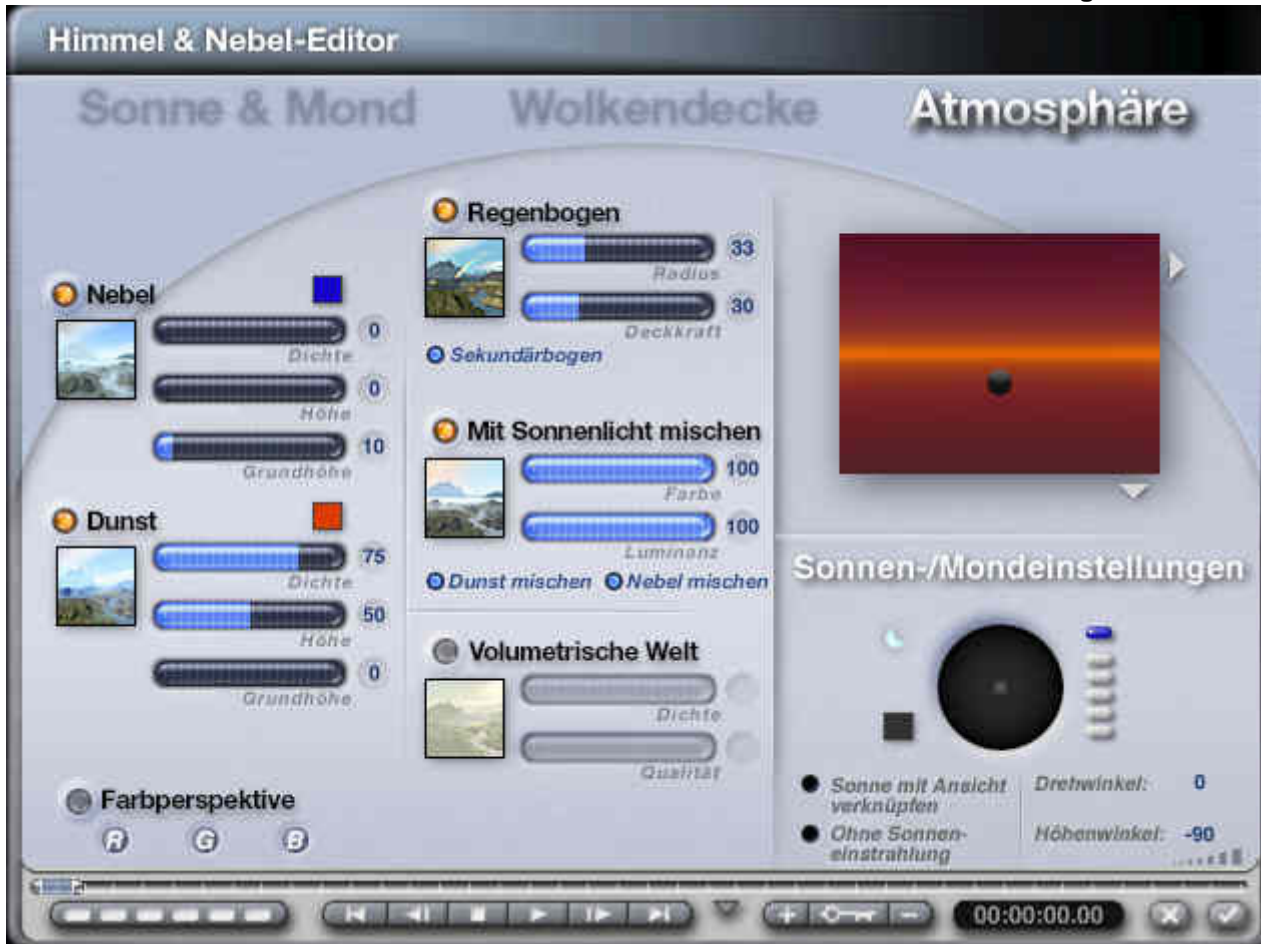 Himmel & Nebel-Editor
Sonne & Mond
Wolkendecke
Atmosphäre
Nebel
0
Dichte
0
Höhe
10
Grundhöhe
Dunst
75
Dichte
50
Höhe
0
Grundhöhe
Farbperspektive
R G B
Regenbogen
33
Radius
30
Deckkraft
Sekundärbogen
Mit Sonnenlicht mischen
100
Farbe
100
Luminanz
Dunst mischen
Nebel mischen
Volumetrische Welt
Dichte
Qualität
Sonnen-/Mondeinstellungen
Sonne mit Ansicht
verknüpfen
Ohne Sonnen-
einstrahlung
Drehwinkel: 0
Höhenwinkel: -90
00:00:00.00